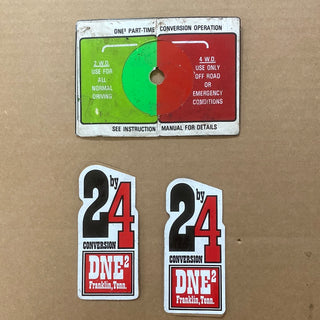 DNE² PART-TIME CONVERSION OPERATION
2 W.D.
USE FOR
ALL
NORMAL
DRIVING
4 W.D.
USE ONLY
OFF ROAD
OR
EMERGENCY
CONDITIONS
SEE INSTRUCTION MANUAL FOR DETAILS
2 by 4
CONVERSION
DNE²
Franklin, Tenn.
2 by 4
CONVERSION
DNE²
Franklin, Tenn.